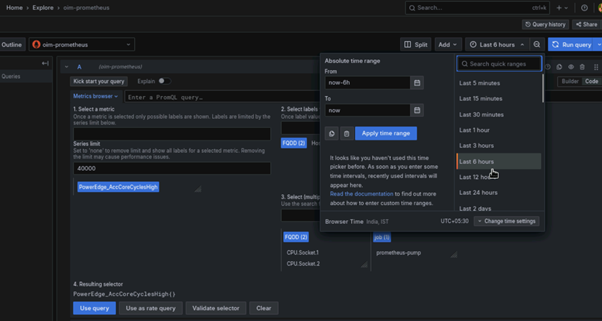 Home > Explore > oim-prometheus
Search...
ctrl+k
Query history
Share
Outline
oim-prometheus
Split
Add
Last 6 hours
Run query
Queries
A (oim-prometheus)
Kick start your query
Explain
Builder
Code
Metrics browser
Enter a PromQL query...
1. Select a metric
Once a metric is selected only possible labels are shown. Labels are limited by the
series limit below.
Series limit
Set to 'none' to remove limit and show all labels for a selected metric. Removing
the limit may cause performance issues.
40000
PowerEdge_AccCoreCyclesHigh
2. Select labels
Once label
FQDD (2)
3. Select (
Use the search
FQDD (2)
CPU.Socket.1
CPU.Socket.2
job (1)
prometheus-pump
4. Resulting selector
PowerEdge_AccCoreCyclesHigh{}
Use query
Use as rate query
Validate selector
Clear
Absolute time range
From
now-6h
To
now
Apply time range
It looks like you haven't used this time
picker before. As soon as you enter some
time intervals, recently used intervals will
appear here.
Read the documentation to find out more
about how to enter custom time ranges.
Search quick ranges
Last 5 minutes
Last 15 minutes
Last 30 minutes
Last 1 hour
Last 3 hours
Last 6 hours
Last 12 hours
Last 24 hours
Last 2 days
Browser Time India, IST
UTC+05:30
Change time settings